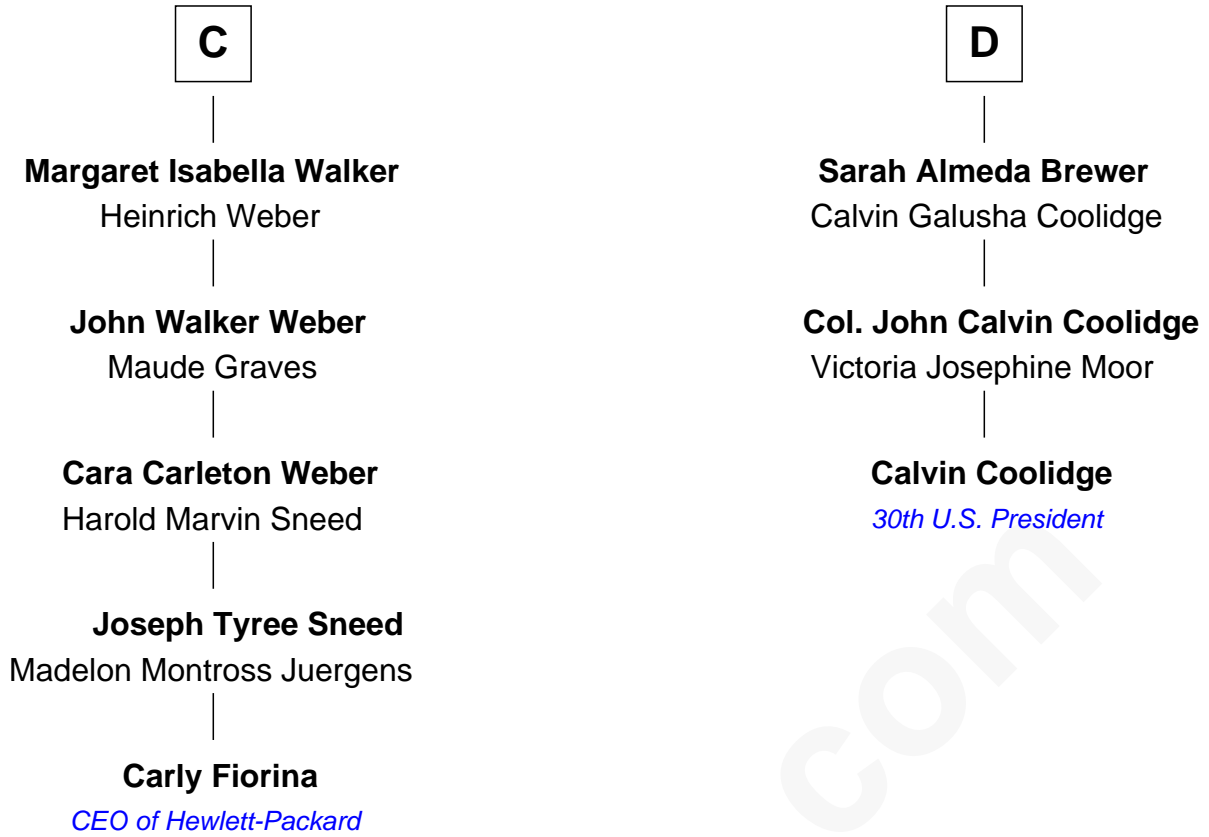 C
Margaret Isabella Walker
Heinrich Weber
John Walker Weber
Maude Graves
Cara Carleton Weber
Harold Marvin Sneed
Joseph Tyree Sneed
Madelon Montross Juergens
Carly Fiorina
CEO of Hewlett-Packard
D
Sarah Almeda Brewer
Calvin Galusha Coolidge
Col. John Calvin Coolidge
Victoria Josephine Moor
Calvin Coolidge
30th U.S. President
com